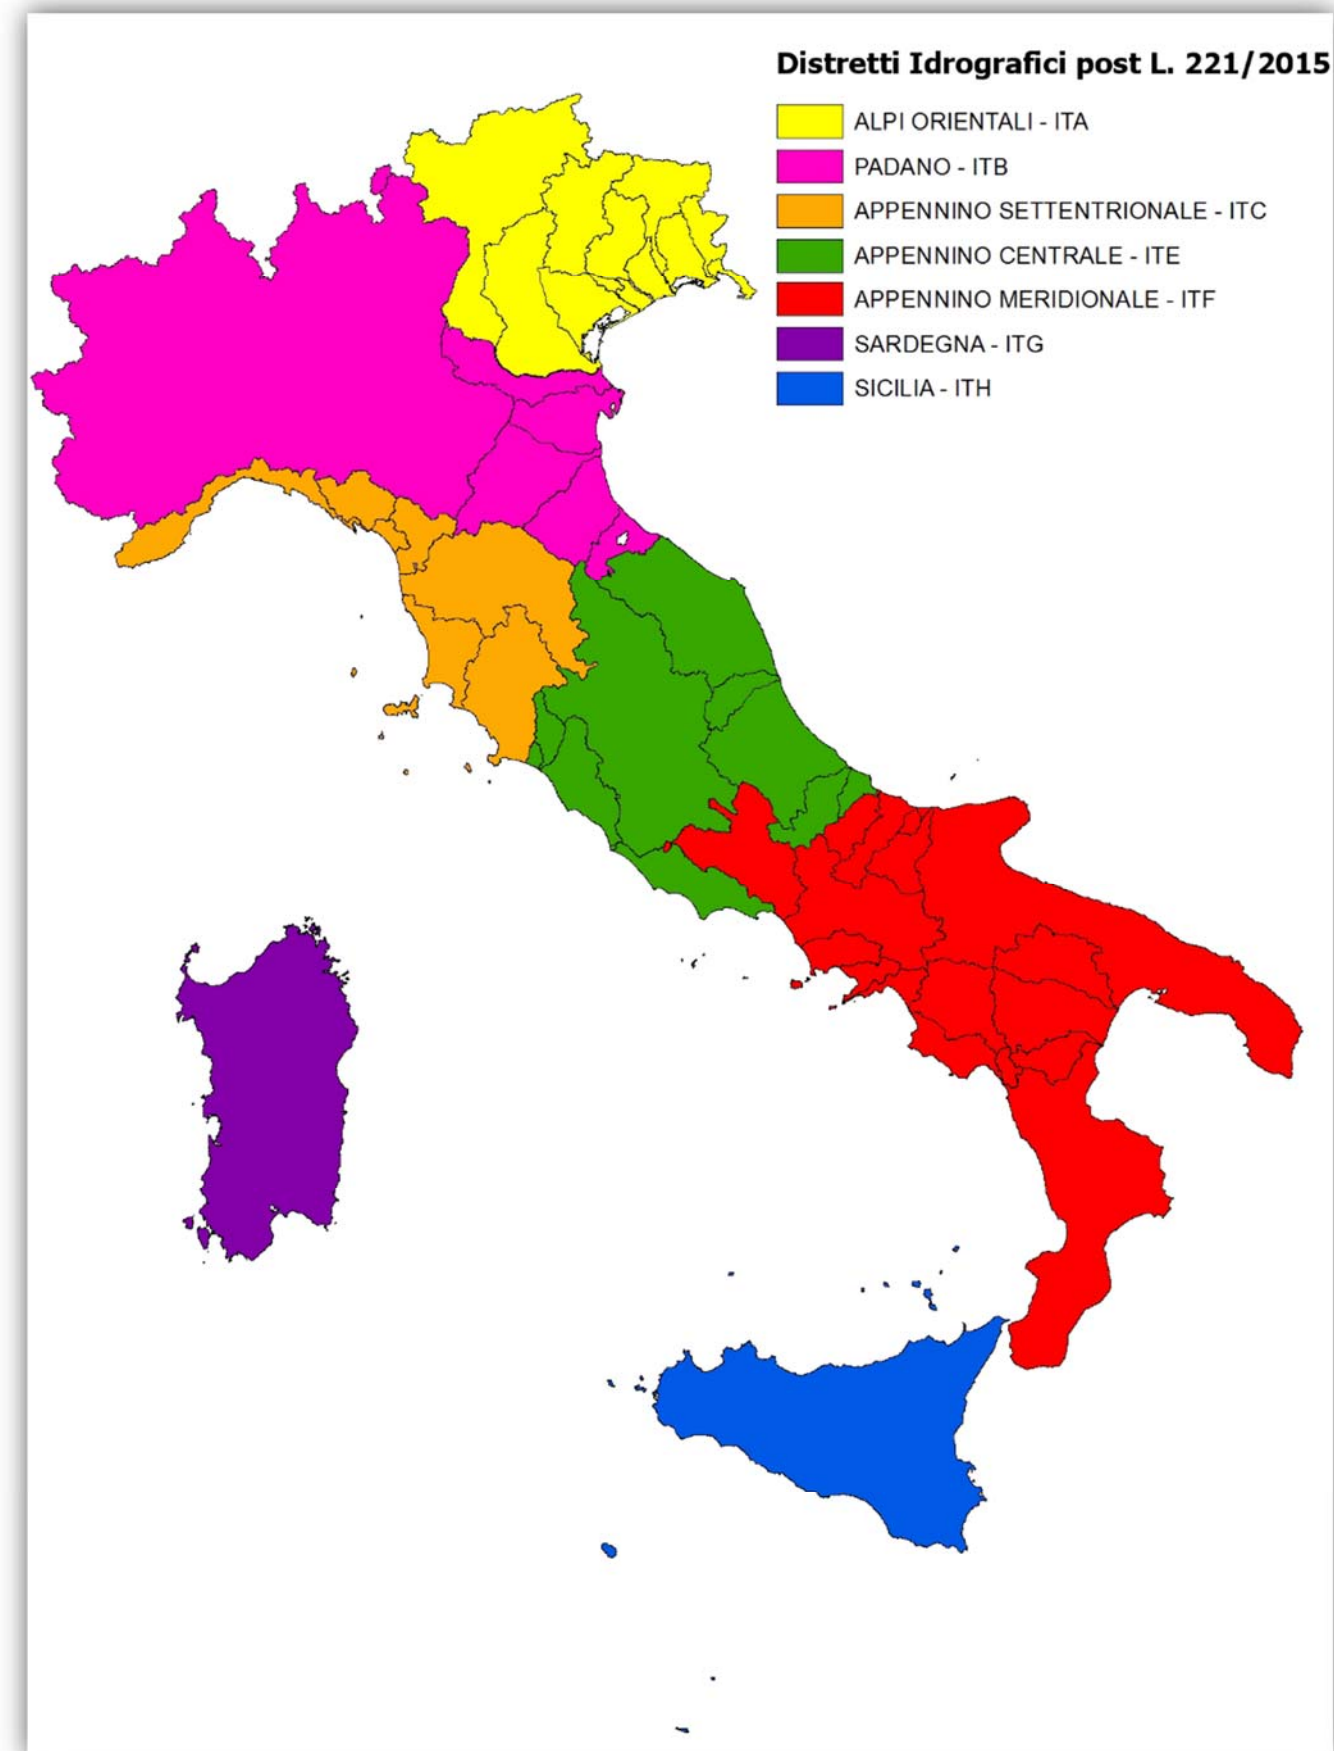 Distretti Idrografici post L. 221/2015
ALPI ORIENTALI - ITA
PADANO - ITB
APPENNINO SETTENTRIONALE - ITC
APPENNINO CENTRALE - ITE
APPENNINO MERIDIONALE - ITF
SARDEGNA - ITG
SICILIA - ITH